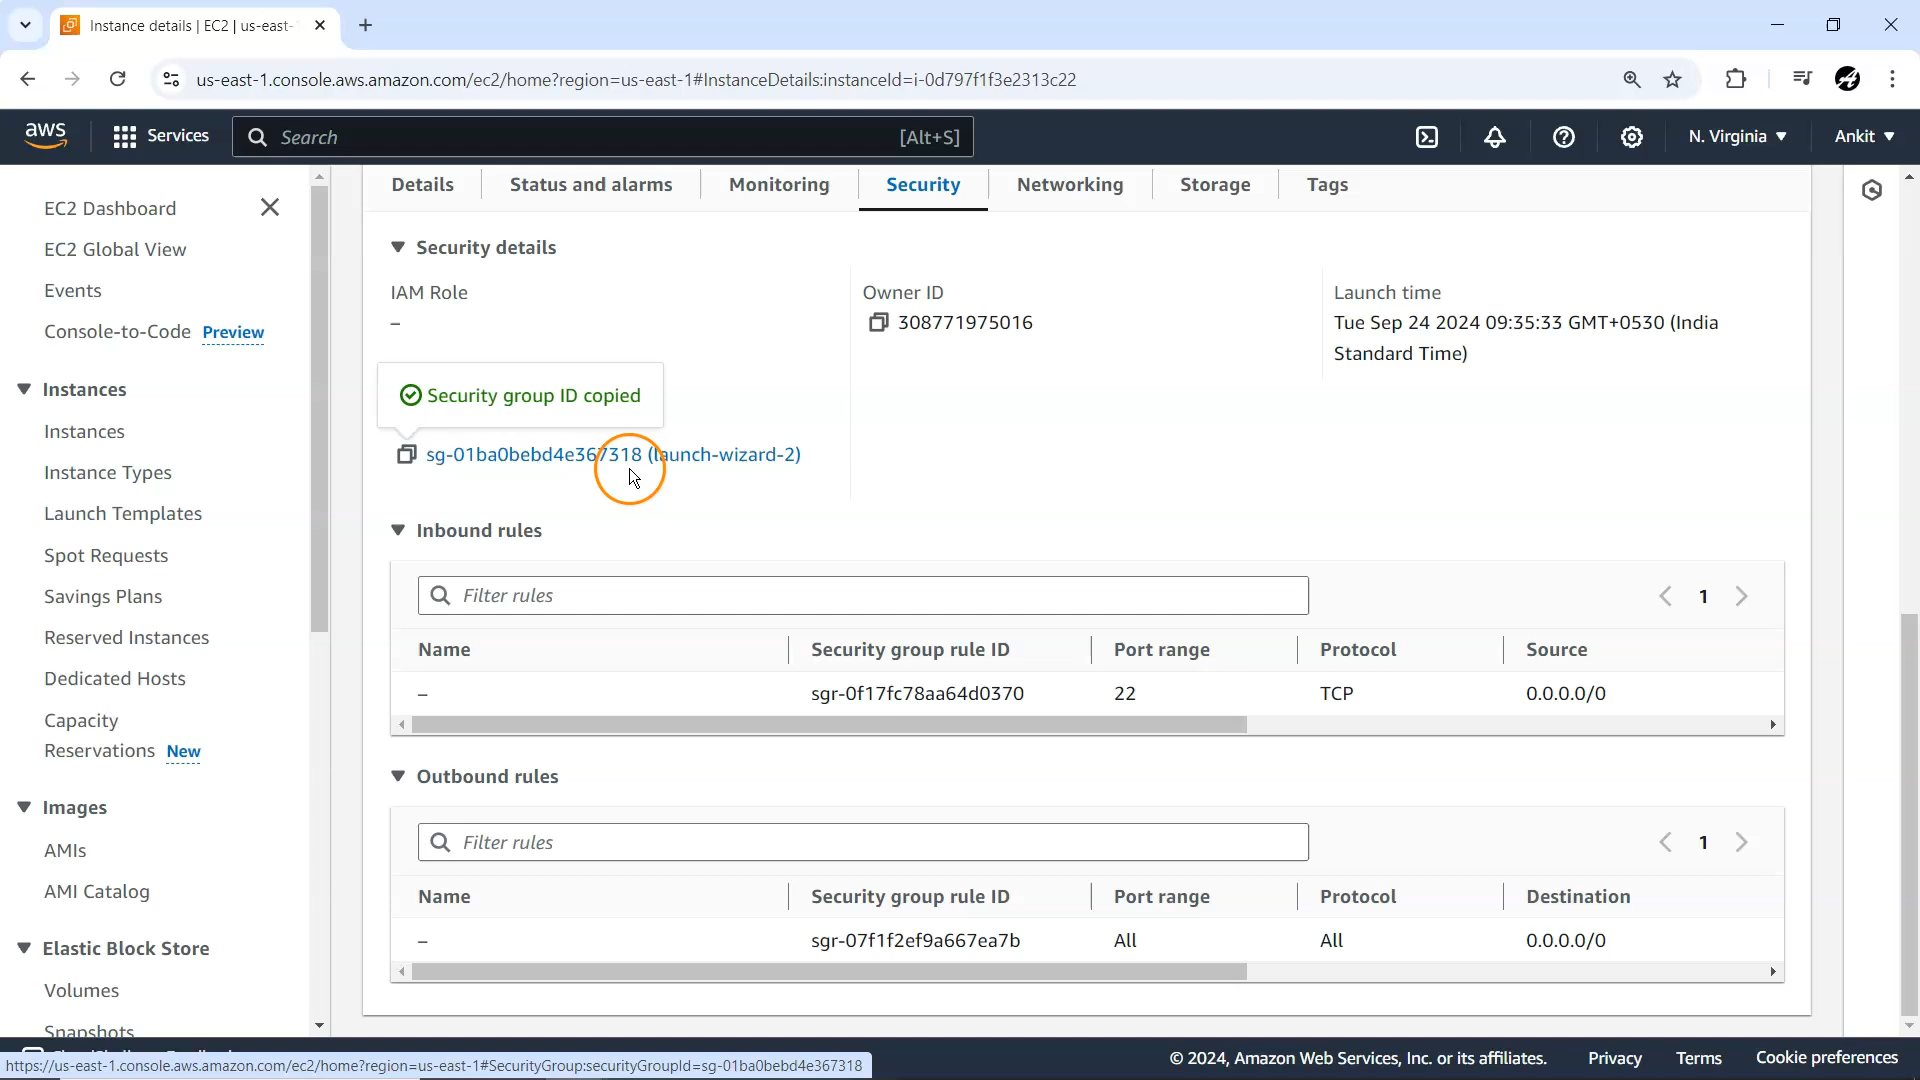 Instance details | EC2 | us-east-
us-east-1.console.aws.amazon.com/ec2/home?region=us-east-1#InstanceDetails:instanceId=i-0d797f1f3e2313c22
aws
Services
Search
[Alt+S]
N. Virginia
Ankit
EC2 Dashboard
EC2 Global View
Events
Console-to-Code Preview
Instances
Instances
Instance Types
Launch Templates
Spot Requests
Savings Plans
Reserved Instances
Dedicated Hosts
Capacity
Reservations New
Images
AMIs
AMI Catalog
Elastic Block Store
Volumes
Snapshots
Details
Status and alarms
Monitoring
Security
Networking
Storage
Tags
Security details
IAM Role
–
Owner ID
308771975016
Launch time
Tue Sep 24 2024 09:35:33 GMT+0530 (India
Standard Time)
Security group ID copied
sg-01ba0bebd4e367318 (launch-wizard-2)
Inbound rules
Filter rules
1
Name Security group rule ID Port range Protocol Source
– sgr-0f17fc78aa64d0370 22 TCP 0.0.0.0/0
Outbound rules
Filter rules
1
Name Security group rule ID Port range Protocol Destination
– sgr-07f1f2ef9a667ea7b All All 0.0.0.0/0
© 2024, Amazon Web Services, Inc. or its affiliates. Privacy Terms Cookie preferences
https://us-east-1.console.aws.amazon.com/ec2/home?region=us-east-1#SecurityGroup:securityGroupId=sg-01ba0bebd4e367318